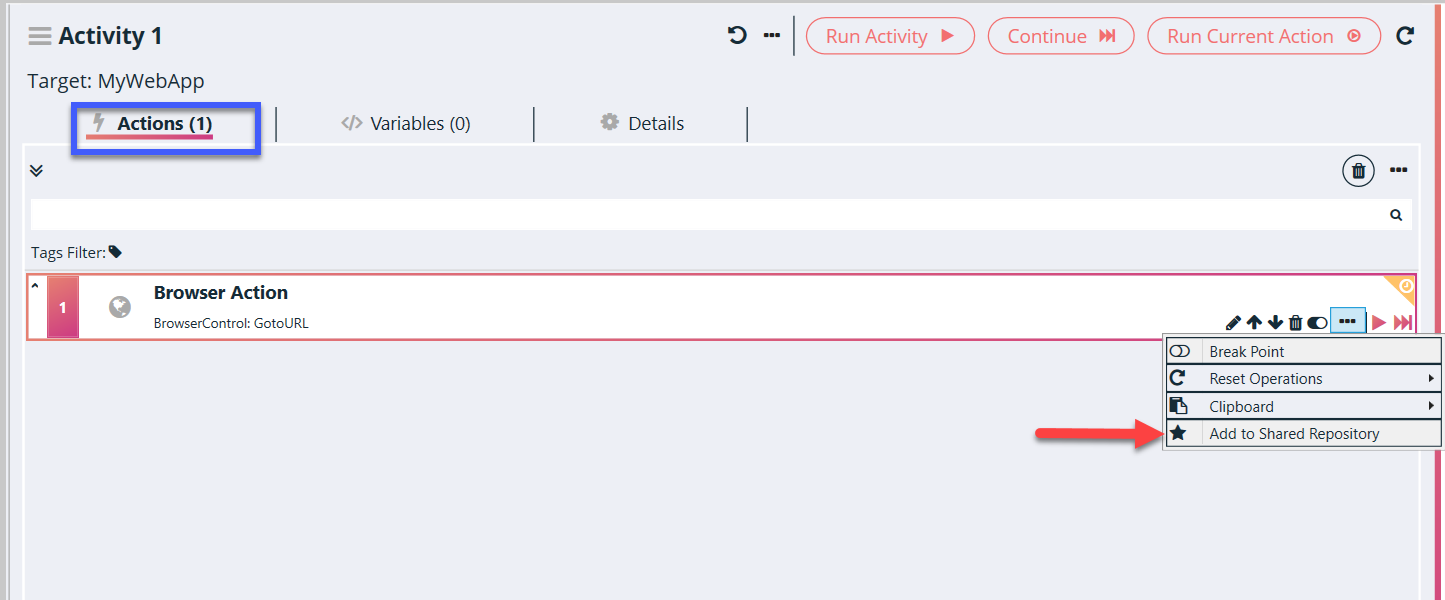 Activity 1
Run Activity
Continue
Run Current Action
Target: MyWebApp
Actions (1)
</> Variables (0)
Details
Tags Filter:
1
Browser Action
BrowserControl: GotoURL
Break Point
Reset Operations
Clipboard
Add to Shared Repository